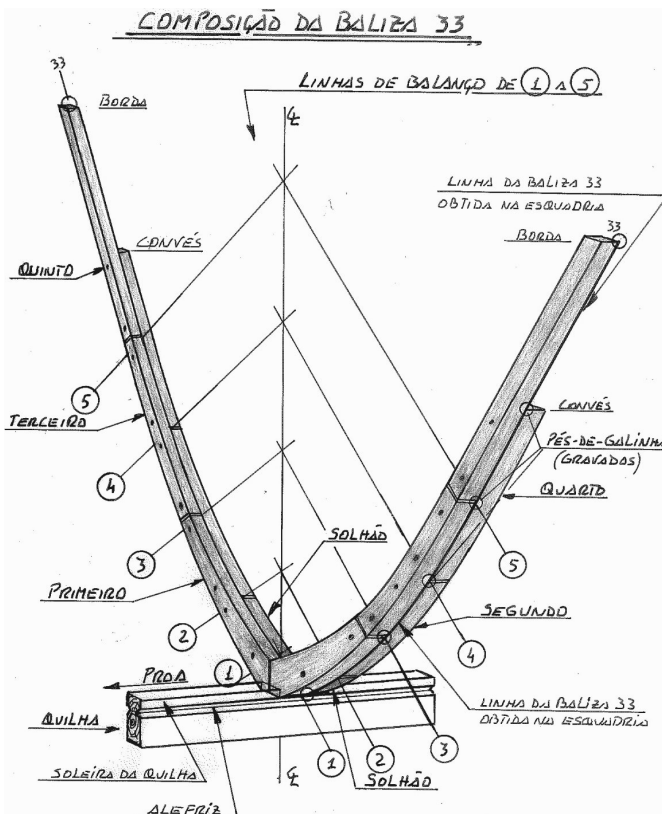 COMPOSIÇÃO DA BALIZA 33
33
BORDA
LINHAS DE BALANÇO DE 1 A 5
℄
LINHA DA BALIZA 33
OBTIDA NA ESQUADRIA
BORDA
33
CONVÉS
QUINTO
5
TERCEIRO
CONVÉS
PÉS-DE-GALINHA
(GRAVADAS)
QUARTO
4
3
SOLHÃO
5
PRIMEIRO
2
SEGUNDO
4
1
PROA
LINHA DA BALIZA 33
OBTIDA NA ESQUADRIA
QUILHA
3
2
1
SOLEIRA DA QUILHA
℄
SOLHÃO
ALEFRIZ